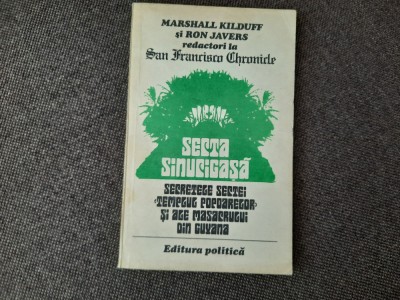 MARSHALL KILDUFF
și RON JAVERS
redactori la
San Francisco Chronicle
SECTA
SINUCIGAȘĂ
SECRETELE SECTEI
«TEMPLUL POPOARELOR»
ȘI ALE MASACRULUI
DIN GUYANA
Editura politică